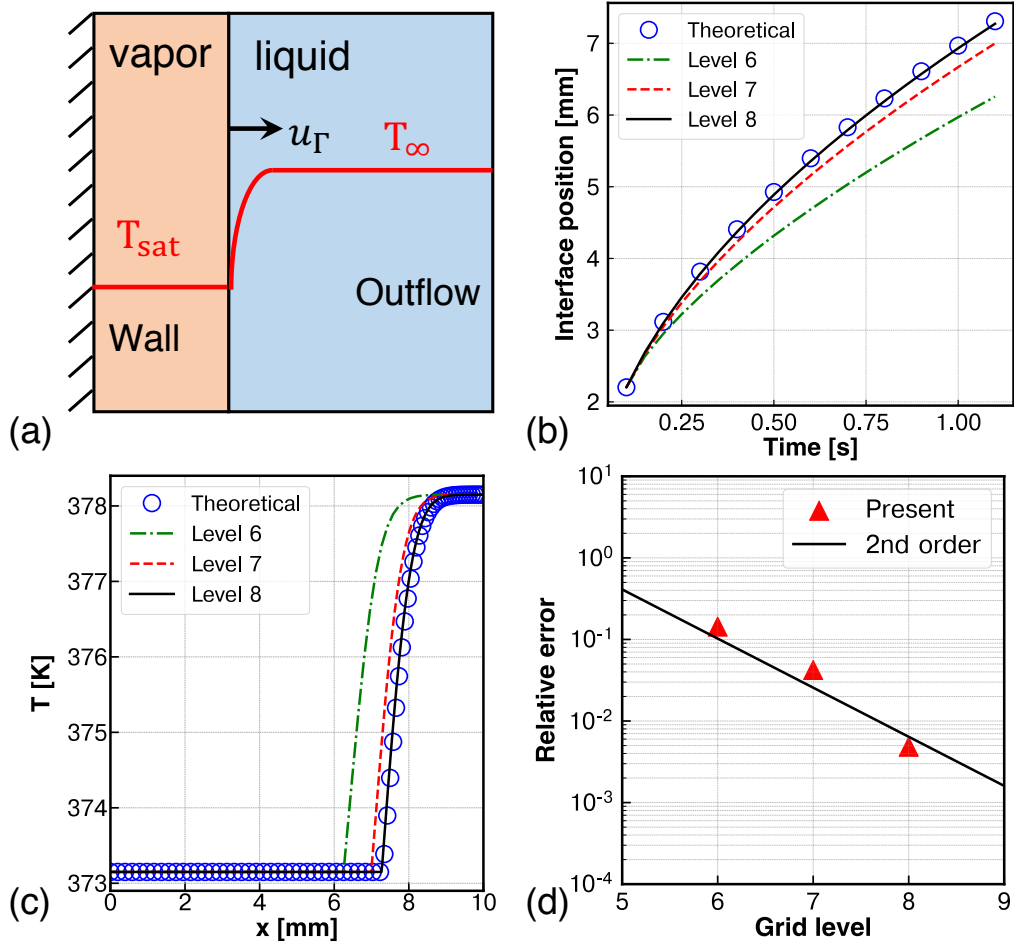 vapor
liquid
u_Γ
T_∞
T_sat
Outflow
Wall
(a)
Theoretical
Level 6
Level 7
Level 8
Interface position [mm]
7
6
5
4
3
2
0.25
0.50
0.75
1.00
Time [s]
(b)
Theoretical
Level 6
Level 7
Level 8
T [K]
378
377
376
375
374
373
0
2
4
6
8
10
x [mm]
(c)
Present
2nd order
Relative error
10^1
10^0
10^-1
10^-2
10^-3
10^-4
5
6
7
8
9
Grid level
(d)